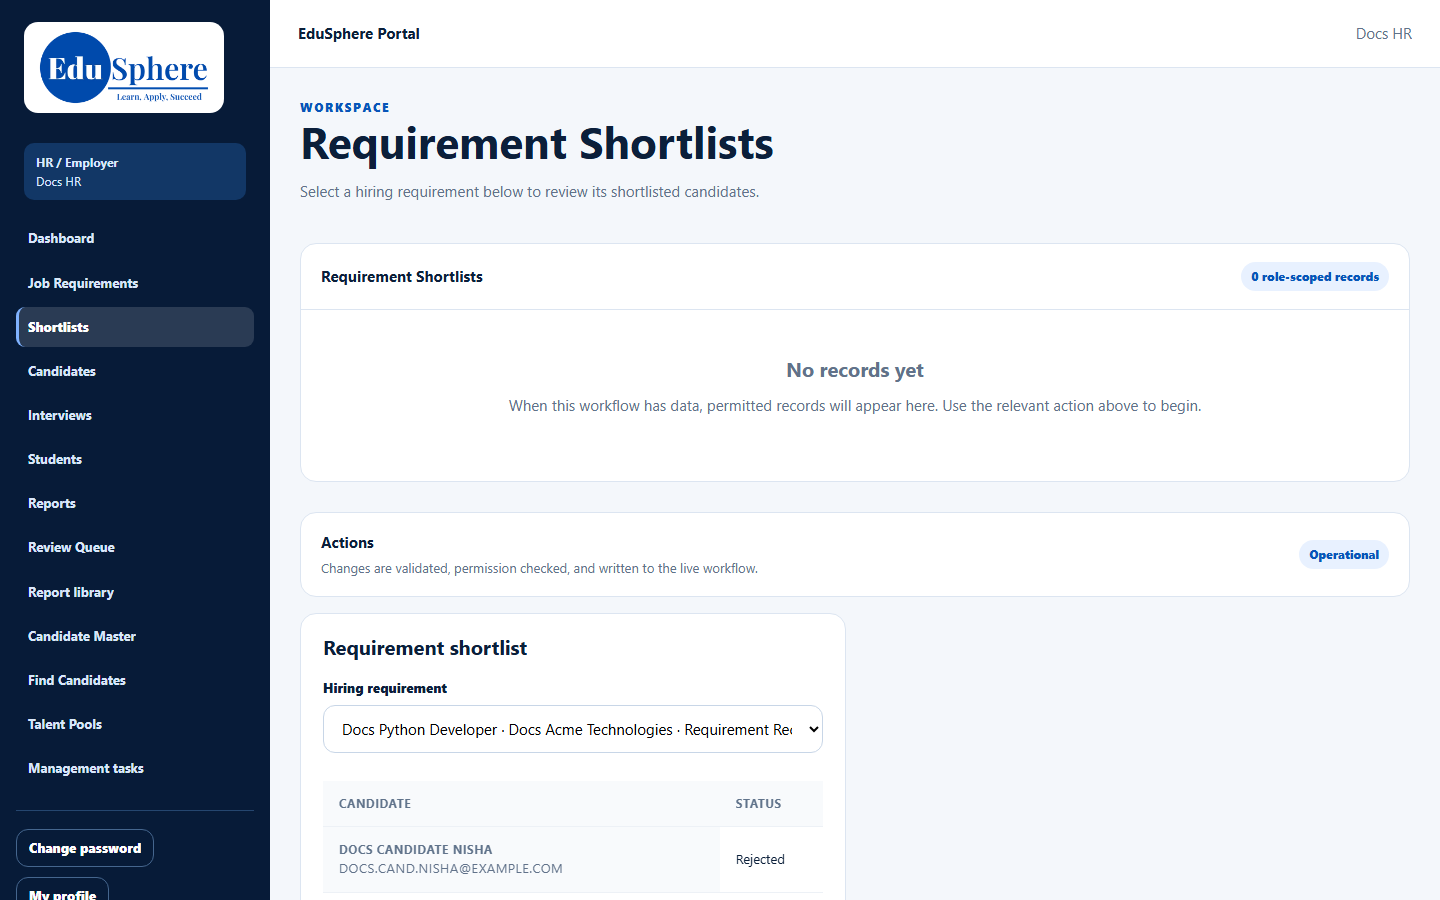 Edu Sphere
Learn. Apply, Succeed
HR / Employer
Docs HR
Dashboard
Job Requirements
Shortlists
Candidates
Interviews
Students
Reports
Review Queue
Report library
Candidate Master
Find Candidates
Talent Pools
Management tasks
Change password
My profile
EduSphere Portal
Docs HR
WORKSPACE
Requirement Shortlists
Select a hiring requirement below to review its shortlisted candidates.
Requirement Shortlists
0 role-scoped records
No records yet
When this workflow has data, permitted records will appear here. Use the relevant action above to begin.
Actions
Changes are validated, permission checked, and written to the live workflow.
Operational
Requirement shortlist
Hiring requirement
Docs Python Developer · Docs Acme Technologies · Requirement Rec
CANDIDATE STATUS
DOCS CANDIDATE NISHA
DOCS.CAND.NISHA@EXAMPLE.COM
Rejected